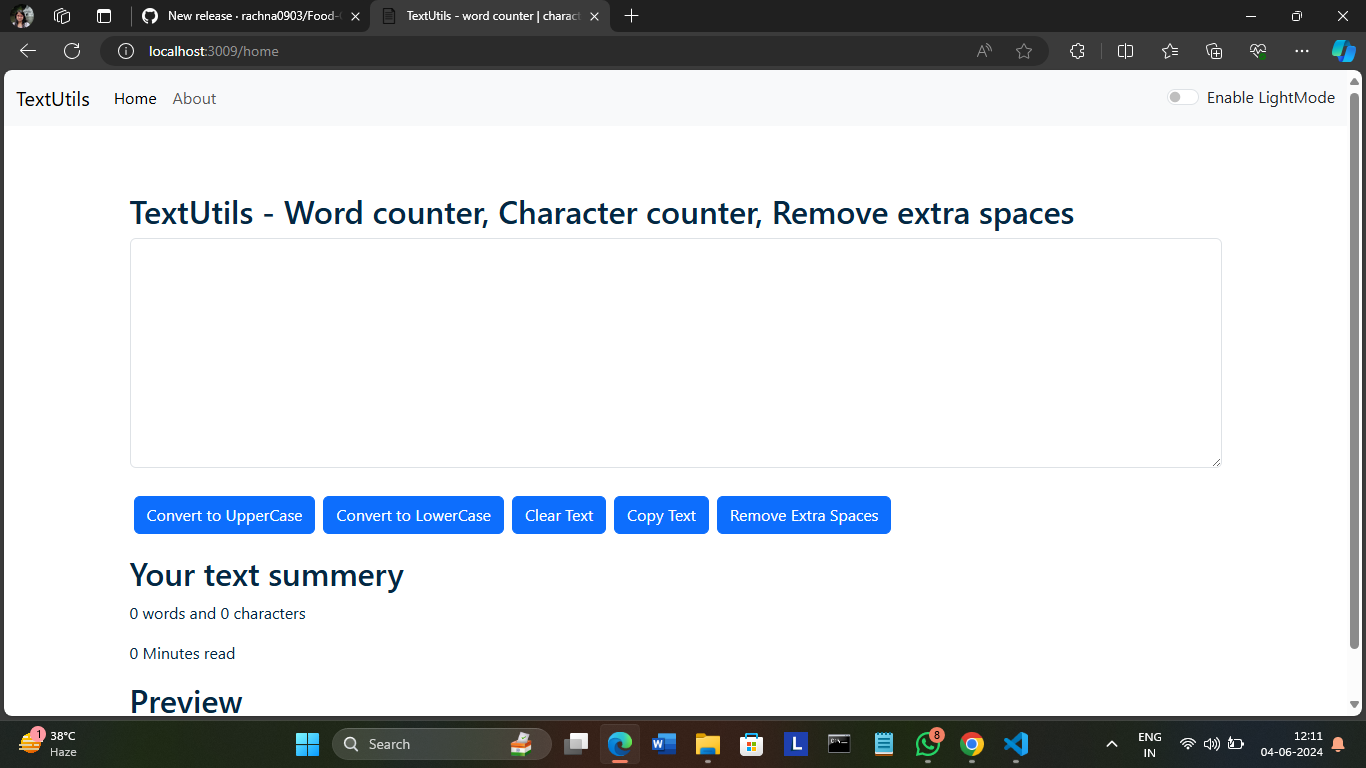 New release · rachna0903/Food-
TextUtils - word counter | charact
localhost:3009/home
TextUtils Home About Enable LightMode
TextUtils - Word counter, Character counter, Remove extra spaces
Convert to UpperCase Convert to LowerCase Clear Text Copy Text Remove Extra Spaces
Your text summery
0 words and 0 characters
0 Minutes read
Preview
1 38°C
Haze
Search
L
8
ENG
IN
12:11
04-06-2024